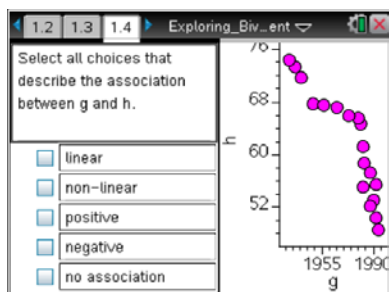 1.2 1.3 1.4 Exploring_Biv...ent
Select all choices that
describe the association
between g and h.
linear
non-linear
positive
negative
no association
76
68
h
60
52
1955 1990
g